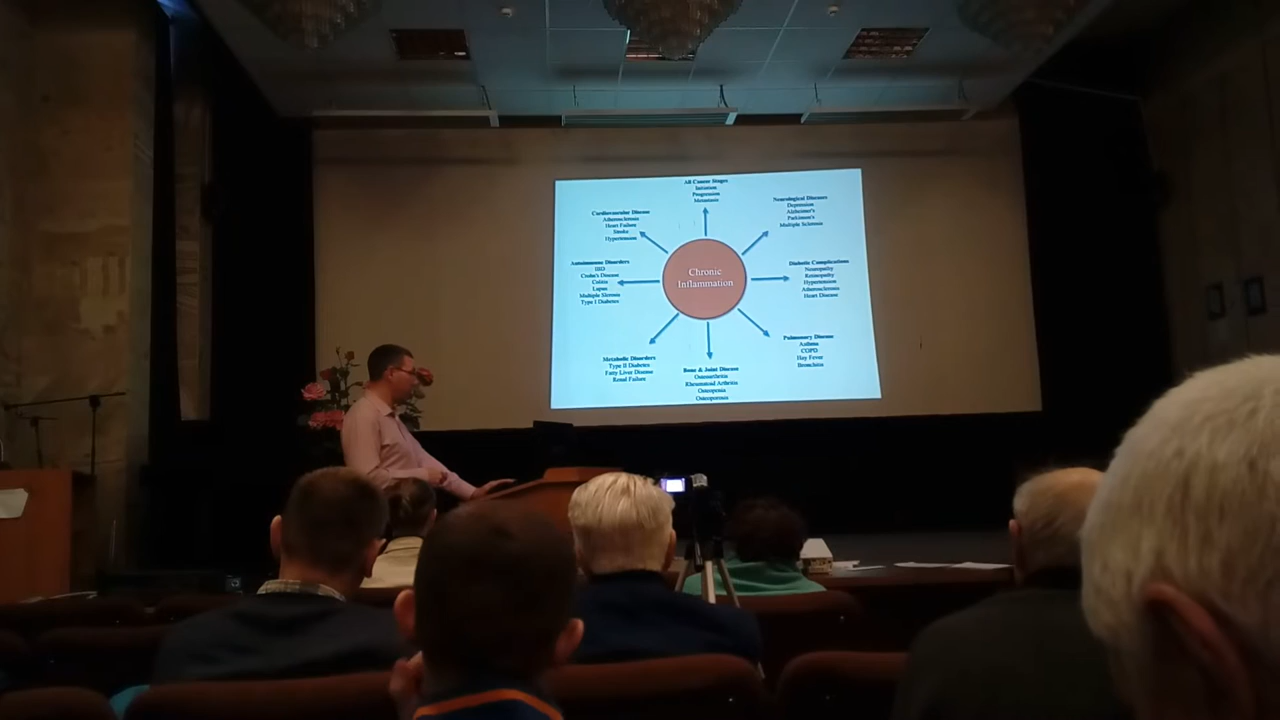 All Cancer Stages
Initiation
Progression
Metastasis
Neurological Diseases
Depression
Alzheimer's
Parkinson's
Multiple Sclerosis
Diabetic Complications
Neuropathy
Retinopathy
Hypertension
Atherosclerosis
Heart Disease
Pulmonary Disease
Asthma
COPD
Hay Fever
Bronchitis
Bone & Joint Disease
Osteoarthritis
Rheumatoid Arthritis
Osteopenia
Osteoporosis
Metabolic Disorders
Type II Diabetes
Fatty Liver Disease
Renal Failure
Autoimmune Disorders
IBD
Crohn's Disease
Colitis
Lupus
Multiple Slerosis
Type I Diabetes
Cardiovascular Disease
Atherosclerosis
Heart Failure
Stroke
Hypertension
Chronic
Inflammation